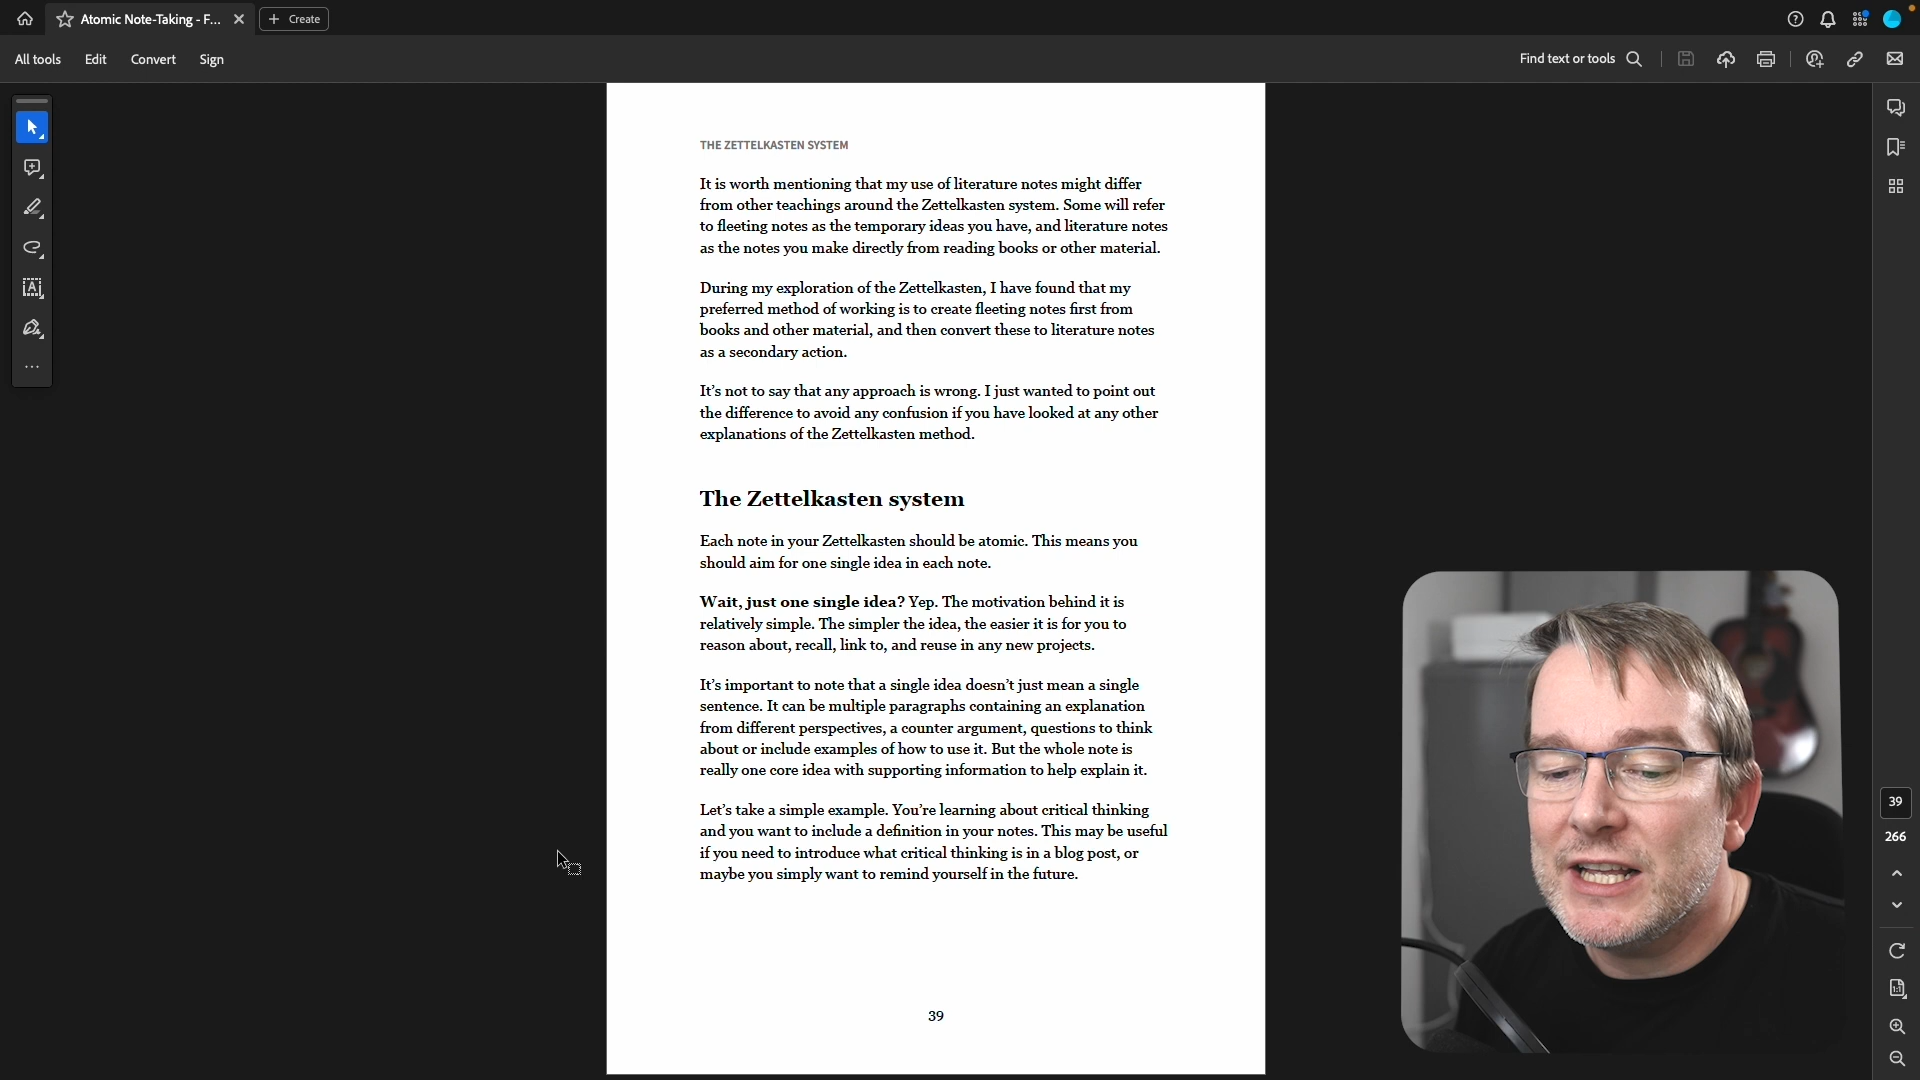 Atomic Note-Taking - F...
Create
All tools
Edit
Convert
Sign
Find text or tools
THE ZETTELKASTEN SYSTEM
It is worth mentioning that my use of literature notes might differ
from other teachings around the Zettelkasten system. Some will refer
to fleeting notes as the temporary ideas you have, and literature notes
as the notes you make directly from reading books or other material.
During my exploration of the Zettelkasten, I have found that my
preferred method of working is to create fleeting notes first from
books and other material, and then convert these to literature notes
as a secondary action.
It's not to say that any approach is wrong. I just wanted to point out
the difference to avoid any confusion if you have looked at any other
explanations of the Zettelkasten method.
The Zettelkasten system
Each note in your Zettelkasten should be atomic. This means you
should aim for one single idea in each note.
Wait, just one single idea? Yep. The motivation behind it is
relatively simple. The simpler the idea, the easier it is for you to
reason about, recall, link to, and reuse in any new projects.
It's important to note that a single idea doesn't just mean a single
sentence. It can be multiple paragraphs containing an explanation
from different perspectives, a counter argument, questions to think
about or include examples of how to use it. But the whole note is
really one core idea with supporting information to help explain it.
Let's take a simple example. You're learning about critical thinking
and you want to include a definition in your notes. This may be useful
if you need to introduce what critical thinking is in a blog post, or
maybe you simply want to remind yourself in the future.
39
39
266